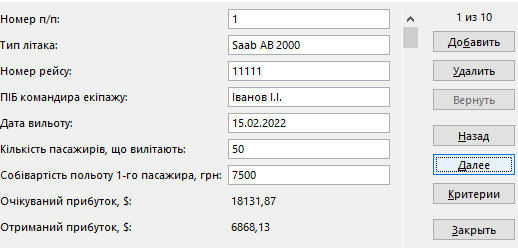 Номер п/п: 1 1 из 10
Тип літака: Saab AB 2000 Добавить
Номер рейсу: 11111 Удалить
ПІБ командира екіпажу: Іванов І.І. Вернуть
Дата вильоту: 15.02.2022 Назад
Кількість пасажирів, що вилітають: 50 Далее
Собівартість польоту 1-го пасажира, грн: 7500 Критерии
Очікуваний прибуток, $: 18131,87
Отриманий прибуток, $: 6868,13 Закрыть